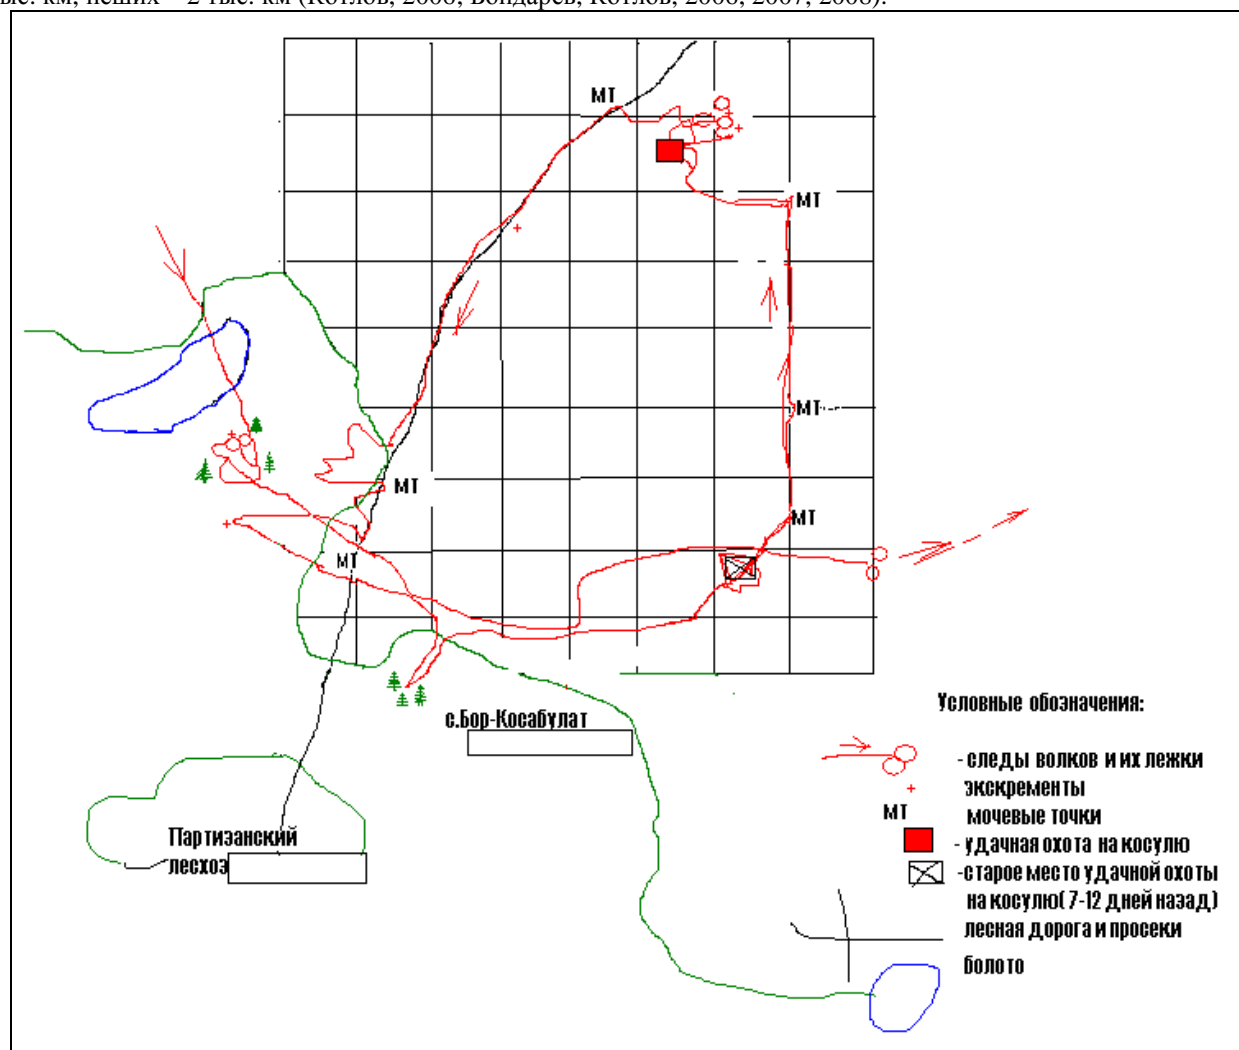 тыс. км, пеших – 2 тыс. км (Котлов, 2006; Бондарев, Котлов, 2006, 2007, 2008).
МТ
МТ
МТ
МТ
МТ
МТ
с.Бор-Косабулат
Партизанский
лесхоз
Условные обозначения:
- следы волков и их лежки
экскременты
МТ мочевые точки
- удачная охота на косулю
-старое место удачной охоты
на косулю( 7-12 дней назад)
лесная дорога и просеки
болото